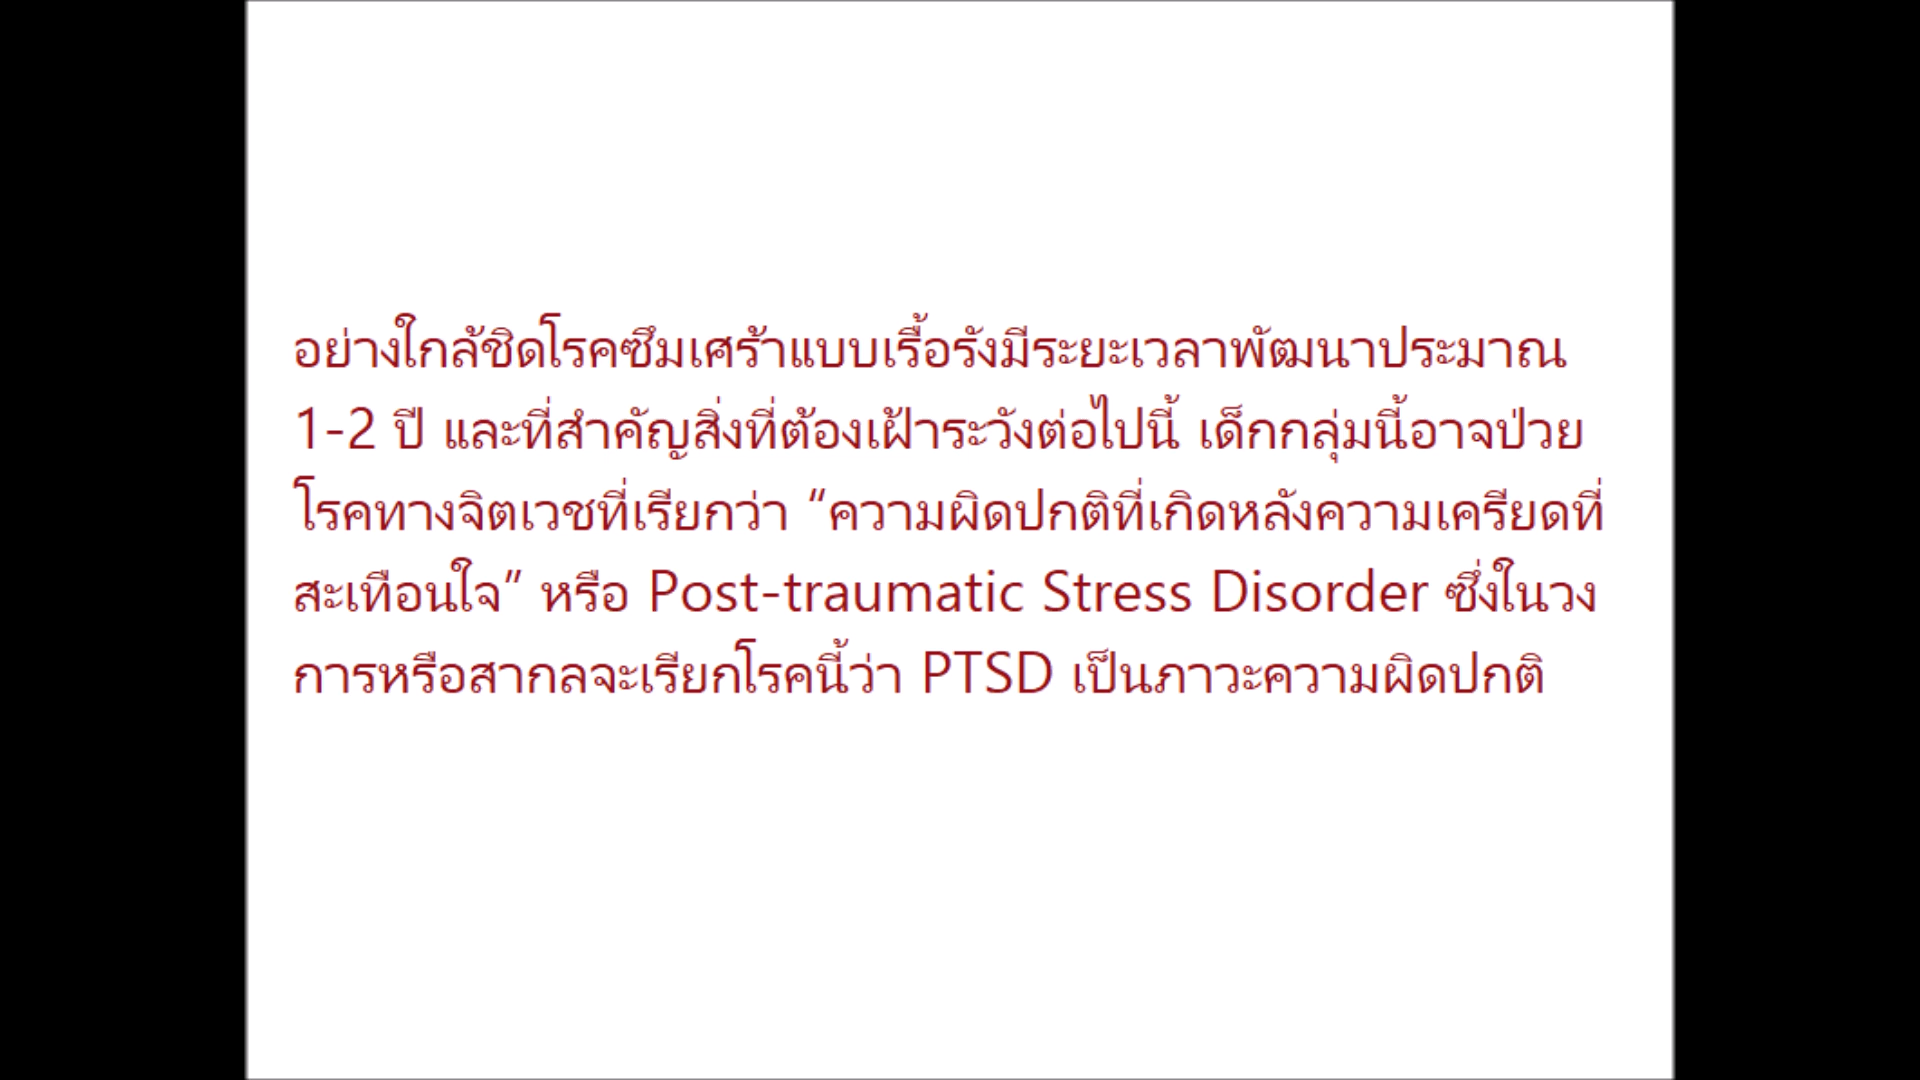 อย่างใกล้ชิดโรคซึมเศร้าแบบเรื้อรังมีระยะเวลาพัฒนาประมาณ
1-2 ปี และที่สำคัญสิ่งที่ต้องเฝ้าระวังต่อไปนี้ เด็กกลุ่มนี้อาจป่วย
โรคทางจิตเวชที่เรียกว่า “ความผิดปกติที่เกิดหลังความเครียดที่
สะเทือนใจ” หรือ Post-traumatic Stress Disorder ซึ่งในวง
การหรือสากลจะเรียกโรคนี้ว่า PTSD เป็นภาวะความผิดปกติ